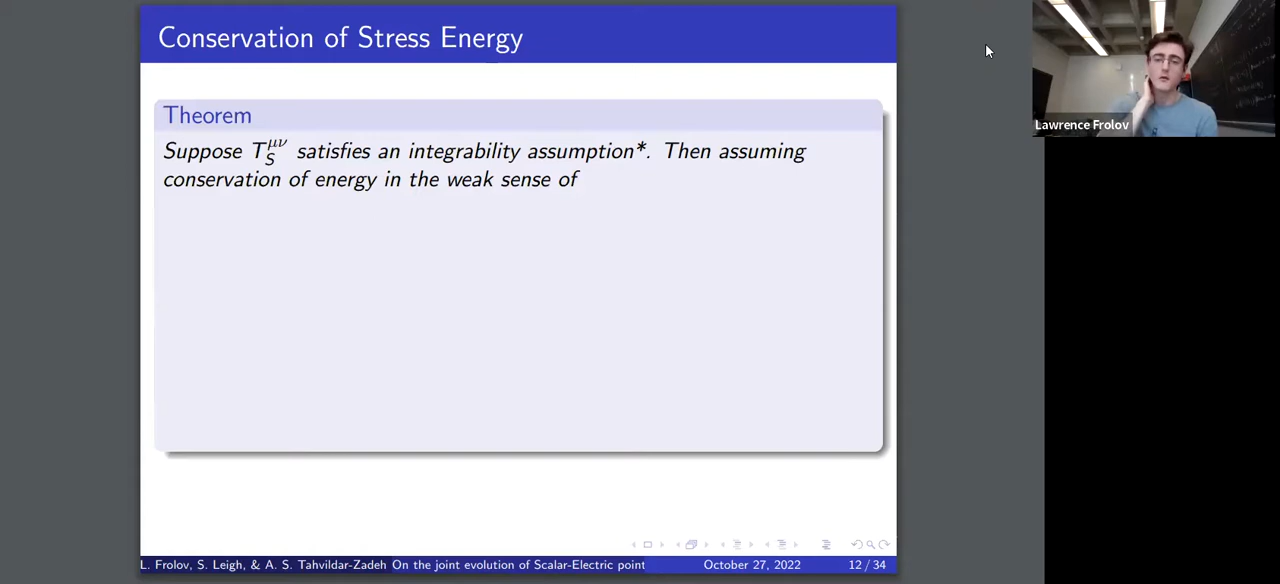 Conservation of Stress Energy
Theorem
Suppose T_S^{μν} satisfies an integrability assumption*. Then assuming
conservation of energy in the weak sense of
L. Frolov, S. Leigh, & A. S. Tahvildar-Zadeh On the joint evolution of Scalar-Electric point October 27, 2022 12 / 34
Lawrence Frolov